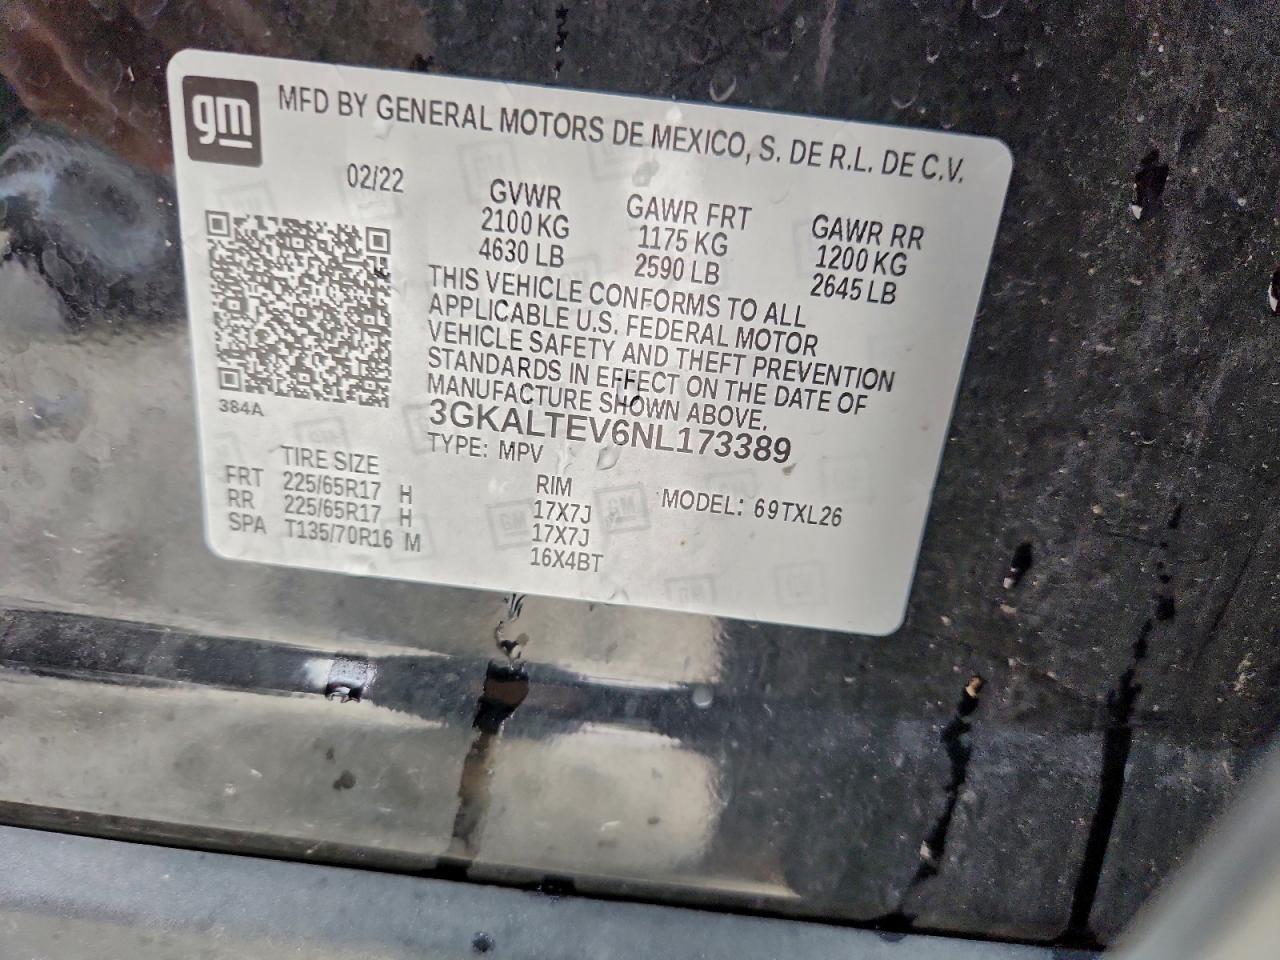 gm MFD BY GENERAL MOTORS DE MEXICO, S. DE R.L. DE C.V.
02/22 GVWR GAWR FRT GAWR RR
2100 KG 1175 KG 1200 KG
4630 LB 2590 LB 2645 LB
THIS VEHICLE CONFORMS TO ALL
APPLICABLE U.S. FEDERAL MOTOR
VEHICLE SAFETY AND THEFT PREVENTION
STANDARDS IN EFFECT ON THE DATE OF
MANUFACTURE SHOWN ABOVE.
384A
3GKALTEV6NL173389
TYPE: MPV
TIRE SIZE RIM MODEL: 69TXL26
FRT 225/65R17 H 17X7J
RR 225/65R17 H 17X7J
SPA T135/70R16 M 16X4BT